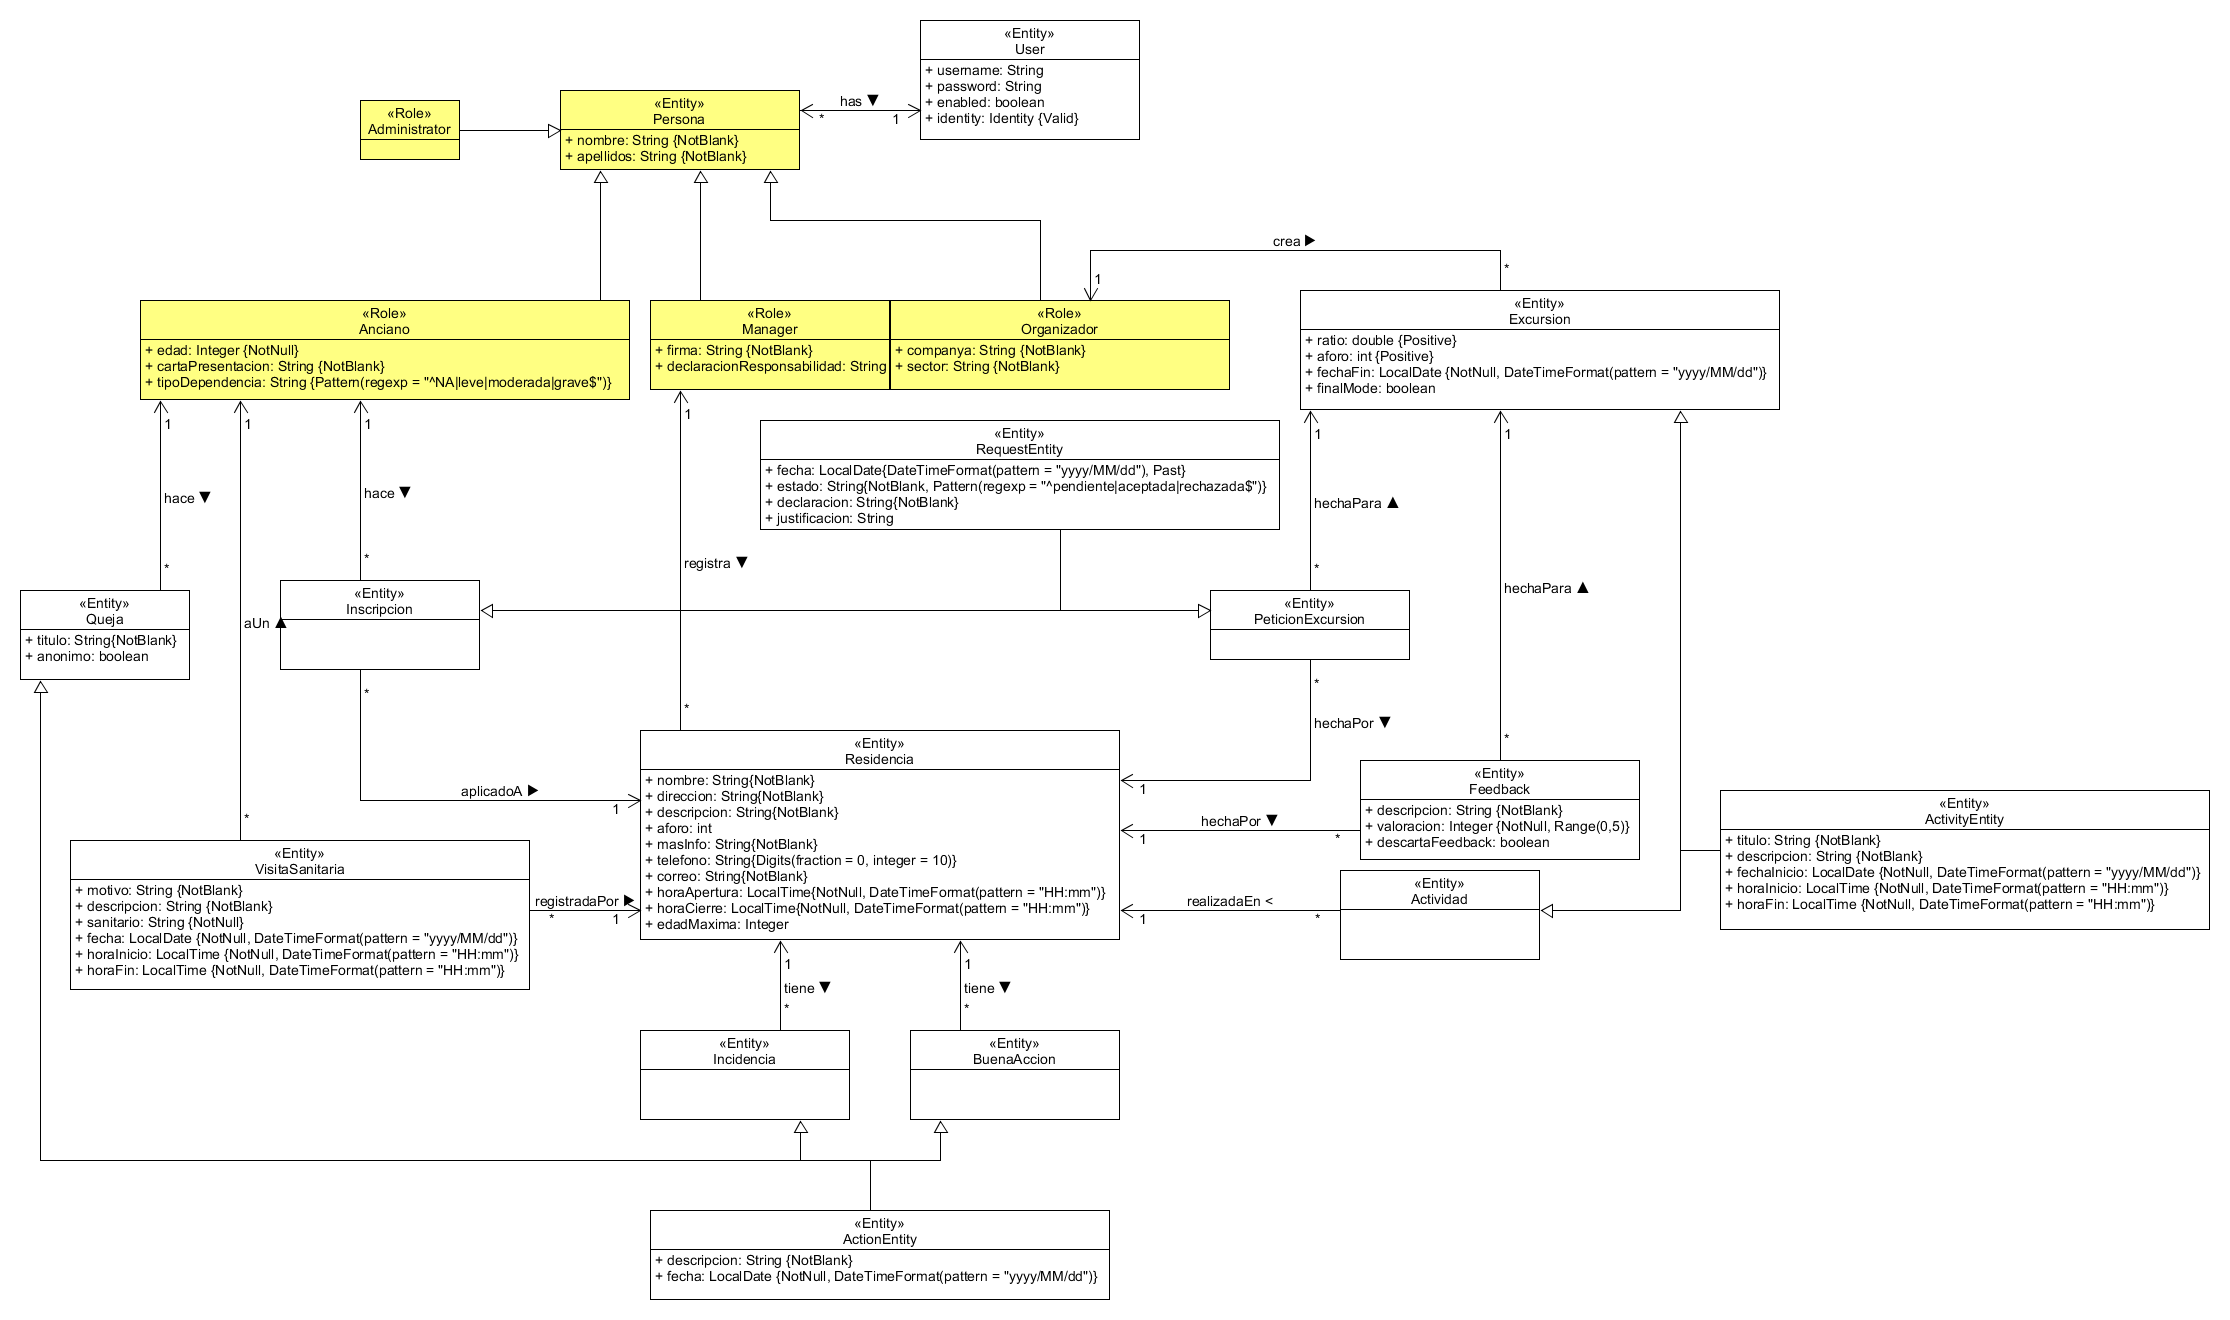 «Entity»
User
+ username: String
+ password: String
+ enabled: boolean
+ identity: Identity {Valid}
«Role»
Administrator
«Entity»
Persona
+ nombre: String {NotBlank}
+ apellidos: String {NotBlank}
has ▼
*
1
crea ▶
1
*
«Role»
Anciano
+ edad: Integer {NotNull}
+ cartaPresentacion: String {NotBlank}
+ tipoDependencia: String {Pattern(regexp = "^NA|leve|moderada|grave$")}
«Role»
Manager
+ firma: String {NotBlank}
+ declaracionResponsabilidad: String
«Role»
Organizador
+ companya: String {NotBlank}
+ sector: String {NotBlank}
«Entity»
Excursion
+ ratio: double {Positive}
+ aforo: int {Positive}
+ fechaFin: LocalDate {NotNull, DateTimeFormat(pattern = "yyyy/MM/dd")}
+ finalMode: boolean
1
1
1
1
1
1
«Entity»
RequestEntity
+ fecha: LocalDate{DateTimeFormat(pattern = "yyyy/MM/dd"), Past}
+ estado: String{NotBlank, Pattern(regexp = "^pendiente|aceptada|rechazada$")}
+ declaracion: String{NotBlank}
+ justificacion: String
hace ▼
hace ▼
hechaPara ▲
*
*
registra ▼
*
hechaPara ▲
«Entity»
Queja
+ titulo: String{NotBlank}
+ anonimo: boolean
aUn ▲
«Entity»
Inscripcion
«Entity»
PeticionExcursion
*
*
*
hechaPor ▼
*
«Entity»
Residencia
+ nombre: String{NotBlank}
+ direccion: String{NotBlank}
+ descripcion: String{NotBlank}
+ aforo: int
+ masInfo: String{NotBlank}
+ telefono: String{Digits(fraction = 0, integer = 10)}
+ correo: String{NotBlank}
+ horaApertura: LocalTime{NotNull, DateTimeFormat(pattern = "HH:mm")}
+ horaCierre: LocalTime{NotNull, DateTimeFormat(pattern = "HH:mm")}
+ edadMaxima: Integer
aplicadoA ▶
1
1
*
hechaPor ▼
1
*
«Entity»
Feedback
+ descripcion: String {NotBlank}
+ valoracion: Integer {NotNull, Range(0,5)}
+ descartaFeedback: boolean
«Entity»
ActivityEntity
+ titulo: String {NotBlank}
+ descripcion: String {NotBlank}
+ fechaInicio: LocalDate {NotNull, DateTimeFormat(pattern = "yyyy/MM/dd")}
+ horaInicio: LocalTime {NotNull, DateTimeFormat(pattern = "HH:mm")}
+ horaFin: LocalTime {NotNull, DateTimeFormat(pattern = "HH:mm")}
«Entity»
VisitaSanitaria
+ motivo: String {NotBlank}
+ descripcion: String {NotBlank}
+ sanitario: String {NotNull}
+ fecha: LocalDate {NotNull, DateTimeFormat(pattern = "yyyy/MM/dd")}
+ horaInicio: LocalTime {NotNull, DateTimeFormat(pattern = "HH:mm")}
+ horaFin: LocalTime {NotNull, DateTimeFormat(pattern = "HH:mm")}
registradaPor ▶
*
1
realizadaEn <
1
*
«Entity»
Actividad
1
tiene ▼
*
1
tiene ▼
*
«Entity»
Incidencia
«Entity»
BuenaAccion
«Entity»
ActionEntity
+ descripcion: String {NotBlank}
+ fecha: LocalDate {NotNull, DateTimeFormat(pattern = "yyyy/MM/dd")}